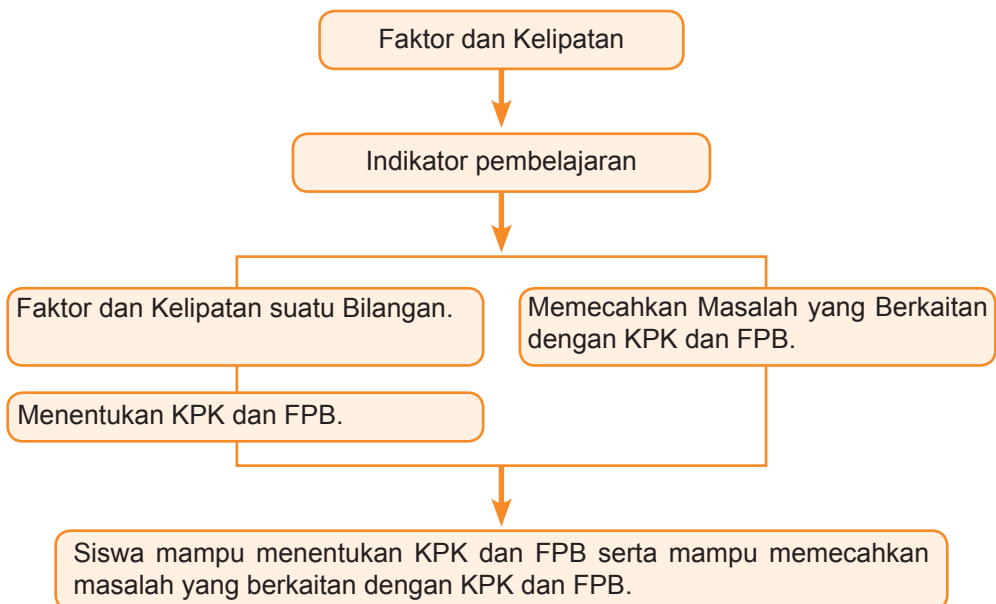 Faktor dan Kelipatan
Indikator pembelajaran
Faktor dan Kelipatan suatu Bilangan.
Menentukan KPK dan FPB.
Memecahkan Masalah yang Berkaitan
dengan KPK dan FPB.
Siswa mampu menentukan KPK dan FPB serta mampu memecahkan
masalah yang berkaitan dengan KPK dan FPB.